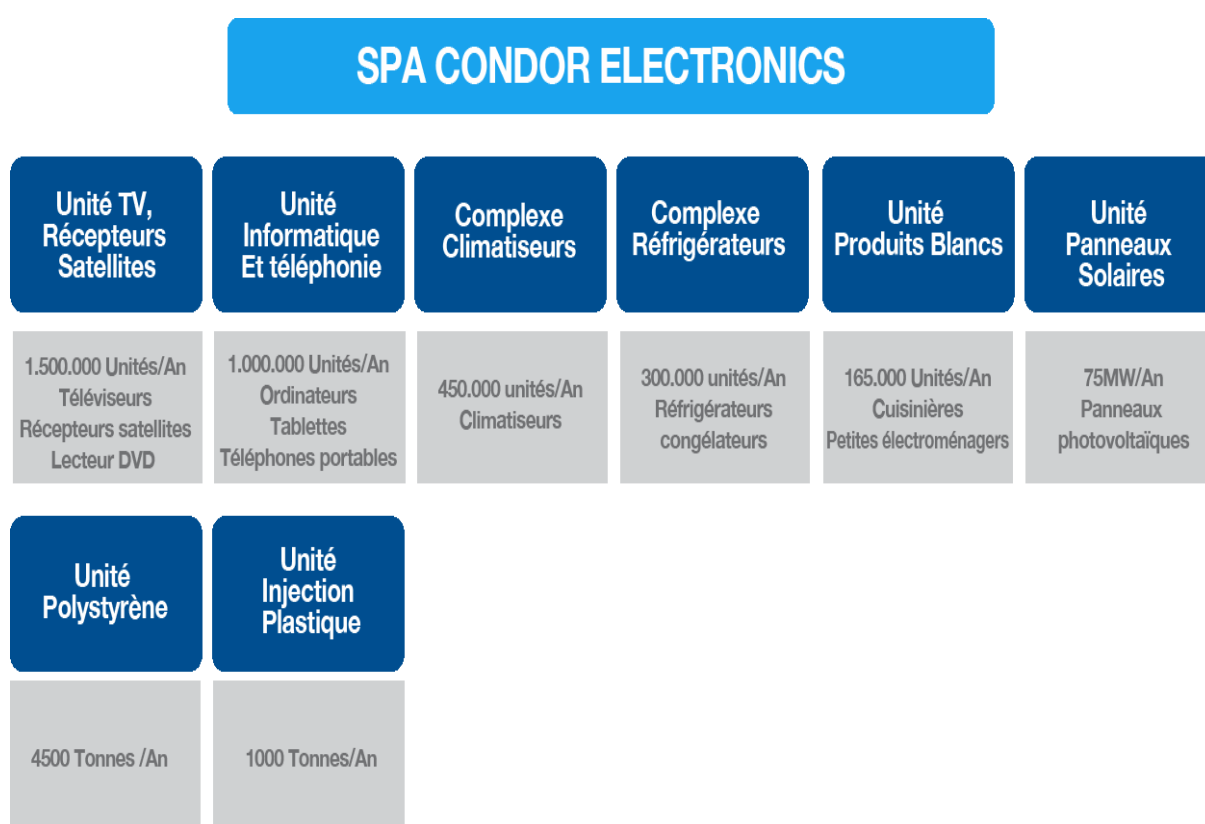 SPA CONDOR ELECTRONICS
Unité TV,
Récepteurs
Satellites
1.500.000 Unités/An
Téléviseurs
Récepteurs satellites
Lecteur DVD
Unité
Informatique
Et téléphonie
1.000.000 Unités/An
Ordinateurs
Tablettes
Téléphones portables
Complexe
Climatiseurs
450.000 unités/An
Climatiseurs
Complexe
Réfrigérateurs
300.000 unités/An
Réfrigérateurs
congélateurs
Unité
Produits Blancs
165.000 Unités/An
Cuisinières
Petites électroménagers
Unité
Panneaux
Solaires
75MW/An
Panneaux
photovoltaïques
Unité
Polystyrène
4500 Tonnes /An
Unité
Injection
Plastique
1000 Tonnes/An